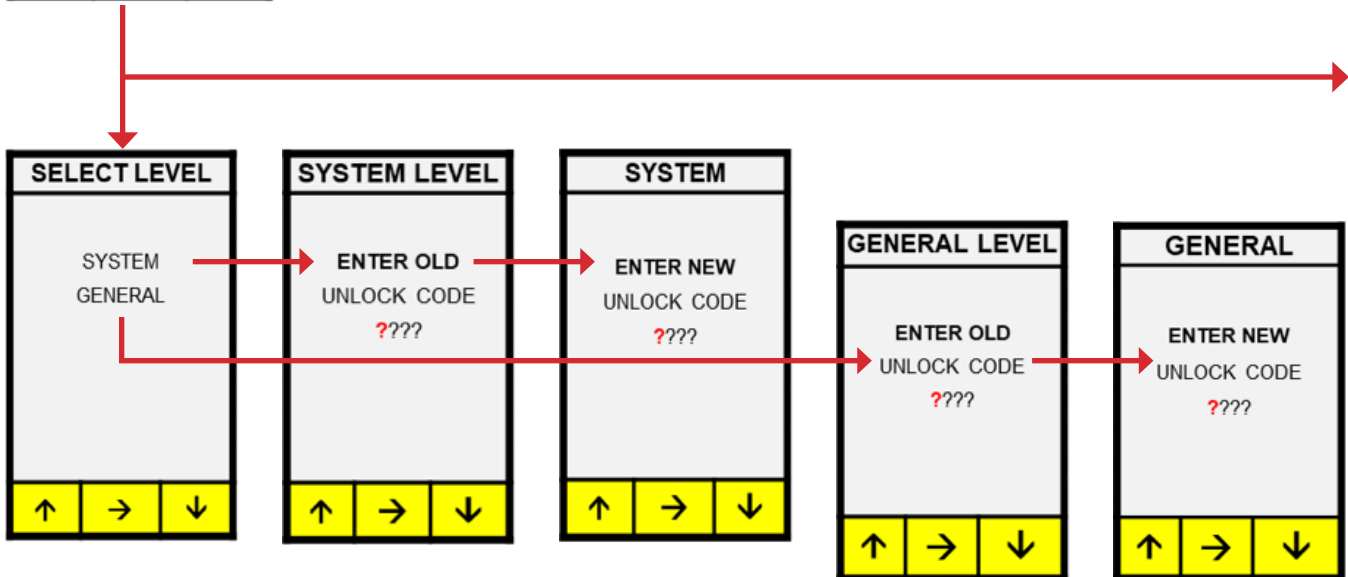 SELECT LEVEL
SYSTEM
GENERAL
↑ → ↓
SYSTEM LEVEL
ENTER OLD
UNLOCK CODE
????
↑ → ↓
SYSTEM
ENTER NEW
UNLOCK CODE
????
↑ → ↓
GENERAL LEVEL
ENTER OLD
UNLOCK CODE
????
↑ → ↓
GENERAL
ENTER NEW
UNLOCK CODE
????
↑ → ↓